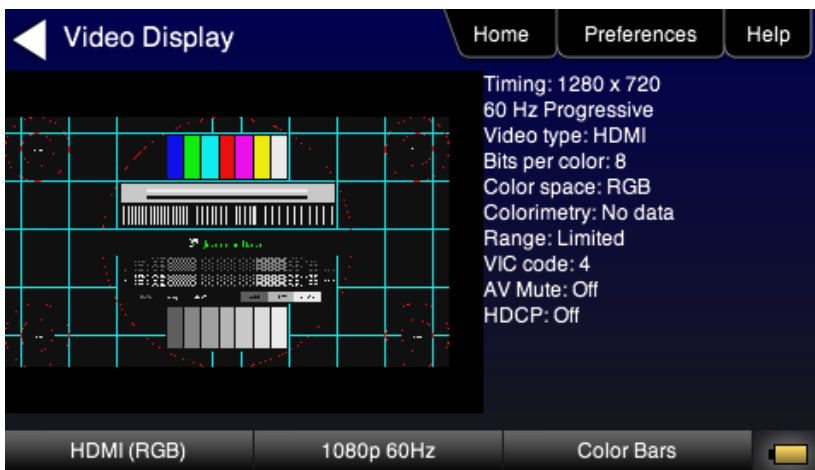 Video Display
Home
Preferences
Help
Timing: 1280 x 720
60 Hz Progressive
Video type: HDMI
Bits per color: 8
Color space: RGB
Colorimetry: No data
Range: Limited
VIC code: 4
AV Mute: Off
HDCP: Off
HDMI (RGB)
1080p 60Hz
Color Bars